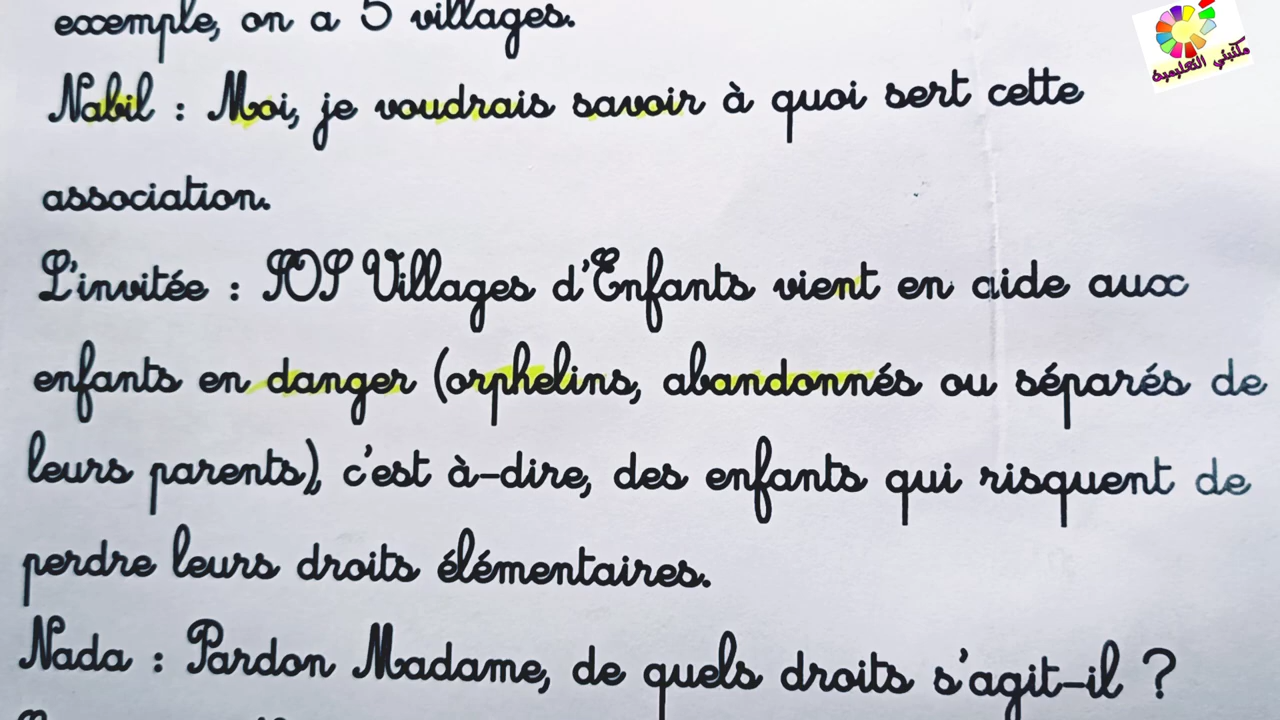 exemple, on a 5 villages.
Nabil : Moi, je voudrais savoir à quoi sert cette
association.
L'invitée : SOS Villages d'Enfants vient en aide aux
enfants en danger (orphelins, abandonnés ou séparés de
leurs parents), c'est à-dire, des enfants qui risquent de
perdre leurs droits élémentaires.
Nada : Pardon Madame, de quels droits s'agit-il ?
مكتبتي التعليمية